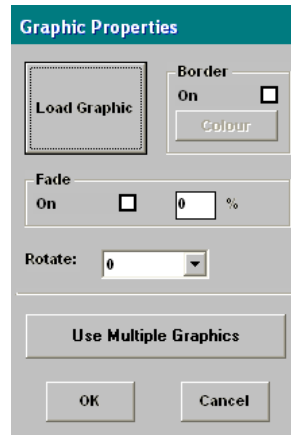 Graphic Properties
Border
On
Load Graphic
Colour
Fade
On
0 %
Rotate: 0
Use Multiple Graphics
OK Cancel